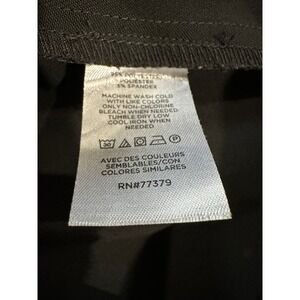 POLYESTER
5% SPANDEX
MACHINE WASH COLD
WITH LIKE COLORS
ONLY NON-CHLORINE
BLEACH WHEN NEEDED
TUMBLE DRY LOW
COOL IRON WHEN
NEEDED
30 P
AVEC DES COULEURS
SEMBLABLES/CON
COLORES SIMILARES
RN#77379